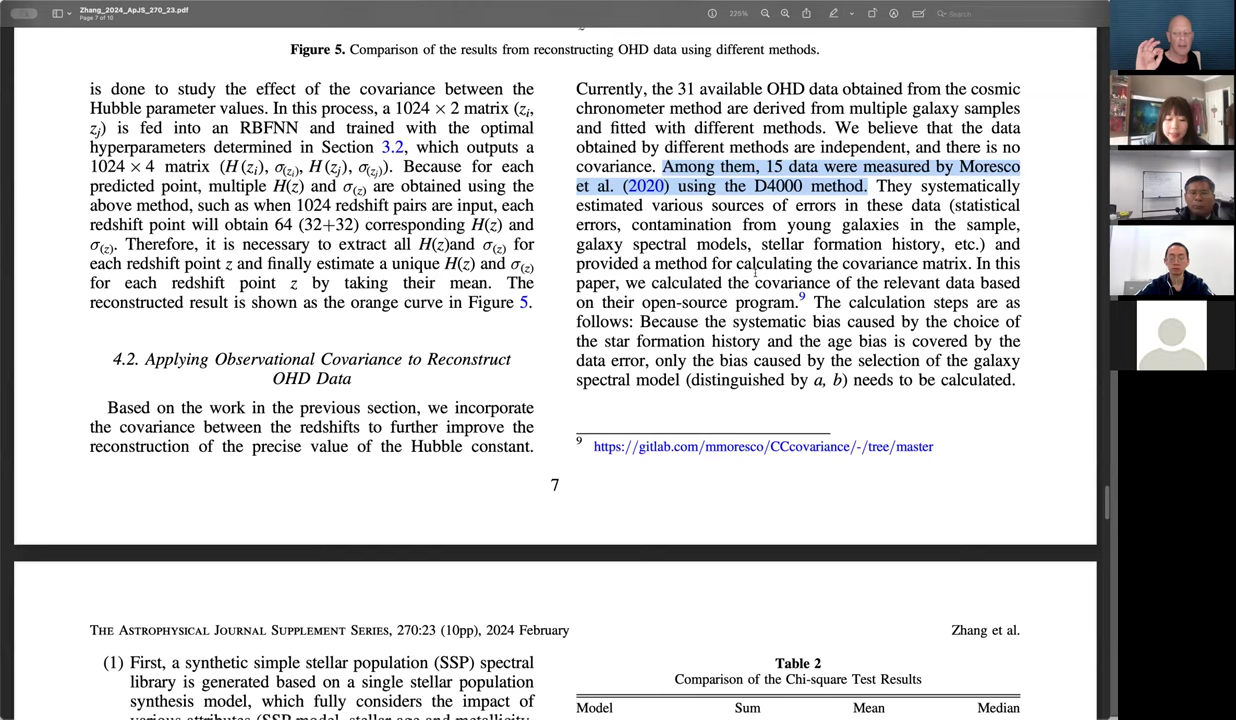 Zhang_2024_ApJS_270_23.pdf
Page 7 of 10
225%
Search
Figure 5. Comparison of the results from reconstructing OHD data using different methods.
is done to study the effect of the covariance between the
Hubble parameter values. In this process, a 1024 × 2 matrix (zi,
zj) is fed into an RBFNN and trained with the optimal
hyperparameters determined in Section 3.2, which outputs a
1024 × 4 matrix (H(zi), σ(zi), H(zj), σ(zj)). Because for each
predicted point, multiple H(z) and σ(z) are obtained using the
above method, such as when 1024 redshift pairs are input, each
redshift point will obtain 64 (32+32) corresponding H(z) and
σ(z). Therefore, it is necessary to extract all H(z)and σ(z) for
each redshift point z and finally estimate a unique H(z) and σ(z)
for each redshift point z by taking their mean. The
reconstructed result is shown as the orange curve in Figure 5.
4.2. Applying Observational Covariance to Reconstruct
OHD Data
Based on the work in the previous section, we incorporate
the covariance between the redshifts to further improve the
reconstruction of the precise value of the Hubble constant.
Currently, the 31 available OHD data obtained from the cosmic
chronometer method are derived from multiple galaxy samples
and fitted with different methods. We believe that the data
obtained by different methods are independent, and there is no
covariance. Among them, 15 data were measured by Moresco
et al. (2020) using the D4000 method. They systematically
estimated various sources of errors in these data (statistical
errors, contamination from young galaxies in the sample,
galaxy spectral models, stellar formation history, etc.) and
provided a method for calculating the covariance matrix. In this
paper, we calculated the covariance of the relevant data based
on their open-source program.9 The calculation steps are as
follows: Because the systematic bias caused by the choice of
the star formation history and the age bias is covered by the
data error, only the bias caused by the selection of the galaxy
spectral model (distinguished by a, b) needs to be calculated.
9 https://gitlab.com/mmoresco/CCcovariance/-/tree/master
7
THE ASTROPHYSICAL JOURNAL SUPPLEMENT SERIES, 270:23 (10pp), 2024 February
Zhang et al.
(1) First, a synthetic simple stellar population (SSP) spectral
library is generated based on a single stellar population
synthesis model, which fully considers the impact of
various attributes (SSP model, stellar age and metallicity,
Table 2
Comparison of the Chi-square Test Results
Model Sum Mean Median